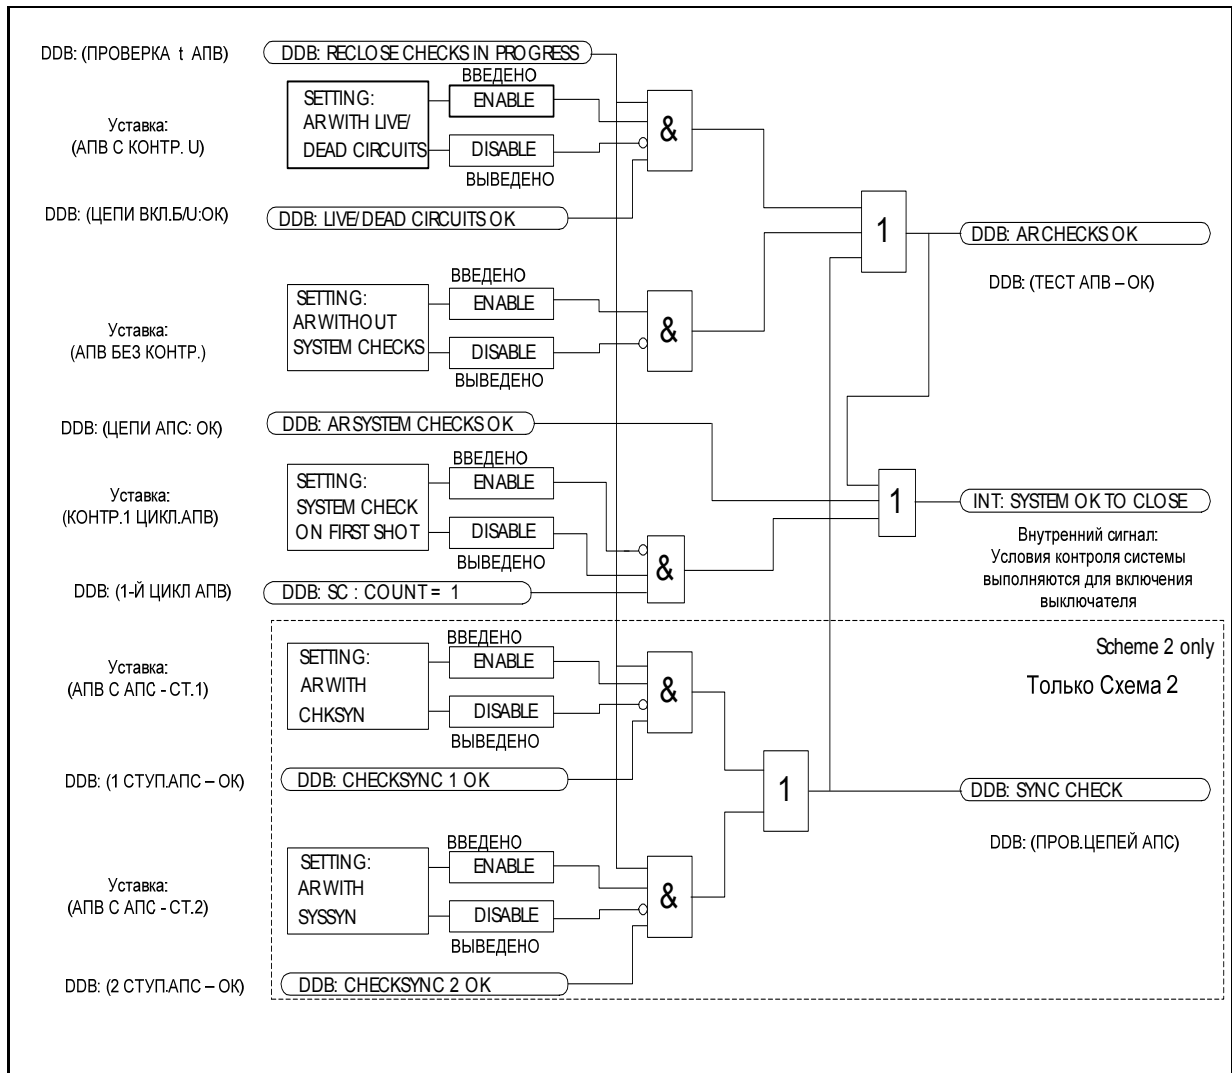 DDB: (ПРОВЕРКА t АПВ)
DDB: RECLOSE CHECKS IN PROGRESS
ВВЕДЕНО
SETTING:
AR WITH LIVE/
DEAD CIRCUITS
ENABLE
DISABLE
ВЫВЕДЕНО
Уставка:
(АПВ С КОНТР. U)
&
DDB: (ЦЕПИ ВКЛ.Б/U:ОК)
DDB: LIVE/DEAD CIRCUITS OK
1
DDB: AR CHECKS OK
DDB: (ТЕСТ АПВ – ОК)
ВВЕДЕНО
SETTING:
AR WITHOUT
SYSTEM CHECKS
ENABLE
DISABLE
ВЫВЕДЕНО
Уставка:
(АПВ БЕЗ КОНТР.)
&
DDB: (ЦЕПИ АПС: ОК)
DDB: AR SYSTEM CHECKS OK
ВВЕДЕНО
SETTING:
SYSTEM CHECK
ON FIRST SHOT
ENABLE
DISABLE
ВЫВЕДЕНО
Уставка:
(КОНТР.1 ЦИКЛ.АПВ)
&
1
INT: SYSTEM OK TO CLOSE
Внутренний сигнал:
Условия контроля системы
выполняются для включения
выключателя
DDB: (1-Й ЦИКЛ АПВ)
DDB: SC : COUNT = 1
Scheme 2 only
Только Схема 2
ВВЕДЕНО
SETTING:
AR WITH
CHKSYN
ENABLE
DISABLE
ВЫВЕДЕНО
Уставка:
(АПВ С АПС - СТ.1)
&
DDB: (1 СТУП.АПС – ОК)
DDB: CHECKSYNC 1 OK
1
DDB: SYNC CHECK
DDB: (ПРОВ.ЦЕПЕЙ АПС)
ВВЕДЕНО
SETTING:
AR WITH
SYSSYN
ENABLE
DISABLE
ВЫВЕДЕНО
Уставка:
(АПВ С АПС - СТ.2)
&
DDB: (2 СТУП.АПС – ОК)
DDB: CHECKSYNC 2 OK